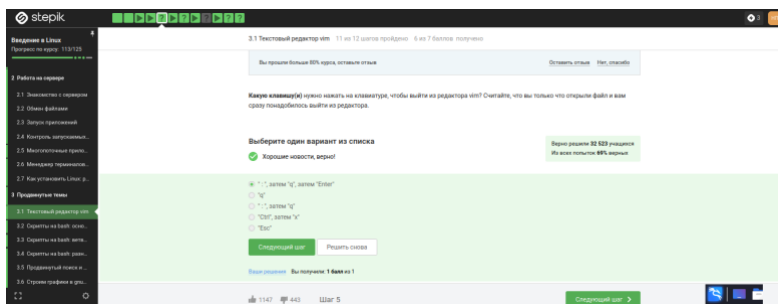 stepik
3
Введение в Linux
Прогресс по курсу: 113/125
3.1 Текстовый редактор vim 11 из 12 шагов пройдено 6 из 7 баллов получено
Вы прошли больше 80% курса, оставьте отзыв
Оставить отзыв Нет, спасибо
2 Работа на сервере
2.1 Знакомство с сервером
2.2 Обмен файлами
2.3 Запуск приложений
2.4 Контроль запускаемых...
2.5 Многопоточные прило...
2.6 Менеджер терминалов...
2.7 Как установить Linux: р...
3 Продвинутые темы
3.1 Текстовый редактор vim
3.2 Скрипты на bash: осно...
3.3 Скрипты на bash: ветв...
3.4 Скрипты на bash: разн...
3.5 Продвинутый поиск и ...
3.6 Строим графики в gnu...
Какую клавишу(и) нужно нажать на клавиатуре, чтобы выйти из редактора vim? Считайте, что вы только что открыли файл и вам
сразу понадобилось выйти из редактора.
Выберите один вариант из списка
Хорошие новости, верно!
Верно решили 32 523 учащихся
Из всех попыток 69% верных
":", затем "q", затем "Enter"
"q"
":", затем "q"
"Ctrl", затем "x"
"Esc"
Следующий шаг Решить снова
Ваши решения Вы получили: 1 балл из 1
1147 443 Шаг 5
Следующий шаг